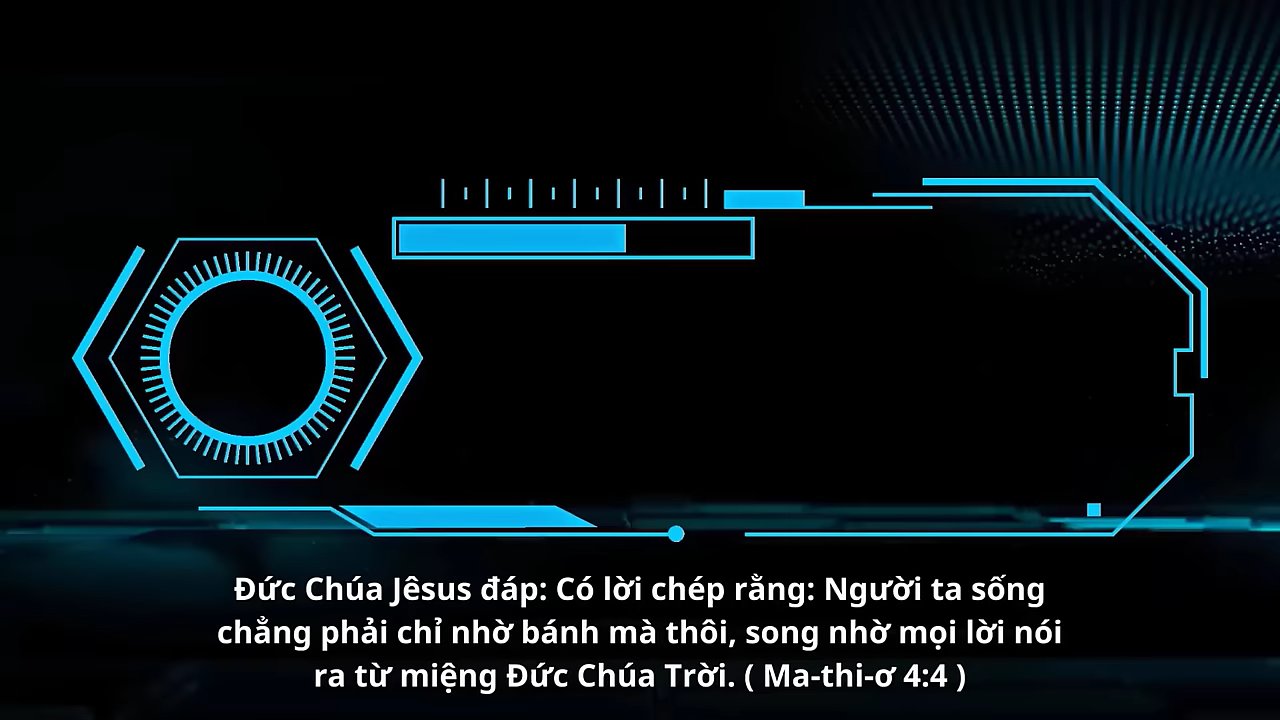 Đức Chúa Jêsus đáp: Có lời chép rằng: Người ta sống
chẳng phải chỉ nhờ bánh mà thôi, song nhờ mọi lời nói
ra từ miệng Đức Chúa Trời. ( Ma-thi-ơ 4:4 )